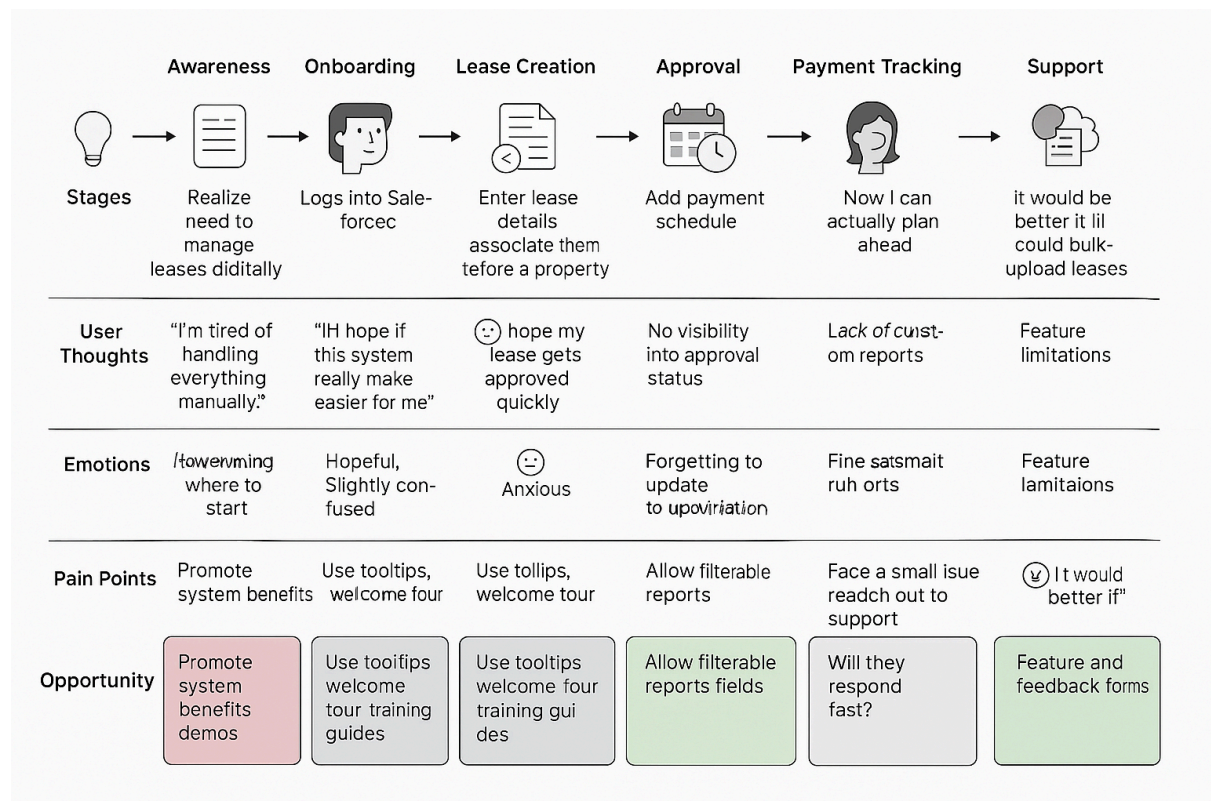 Awareness
Onboarding
Lease Creation
Approval
Payment Tracking
Support
Stages
Realize
need to
manage
leases diditally
Logs into Sale-
forcec
Enter lease
details
assoclate them
tefore a property
Add payment
schedule
Now I can
actually plan
ahead
it would be
better it lil
could bulk-
upload leases
User
Thoughts
“I’m tired of
handling
everything
manually.”
“IH hope if
this system
really make
easier for me”
hope my
lease gets
approved
quickly
No visibility
into approval
status
Lack of cunst-
om reports
Feature
limitations
Emotions
where to
start
Hopeful,
Slightly con-
fused
Anxious
Forgetting to
update
to
Fine satsmait
ruh orts
Feature
lamitaions
Pain Points
Promote
system benefits
Use tooltips,
welcome four
Use tollips,
welcome tour
Allow filterable
reports
Face a small isue
readch out to
support
It would
better if”
Opportunity
Promote
system
benefits
demos
Use tooifips
welcome
tour training
guides
Use tooltips
welcome four
training gui
des
Allow filterable
reports fields
Will they
respond
fast?
Feature and
feedback forms